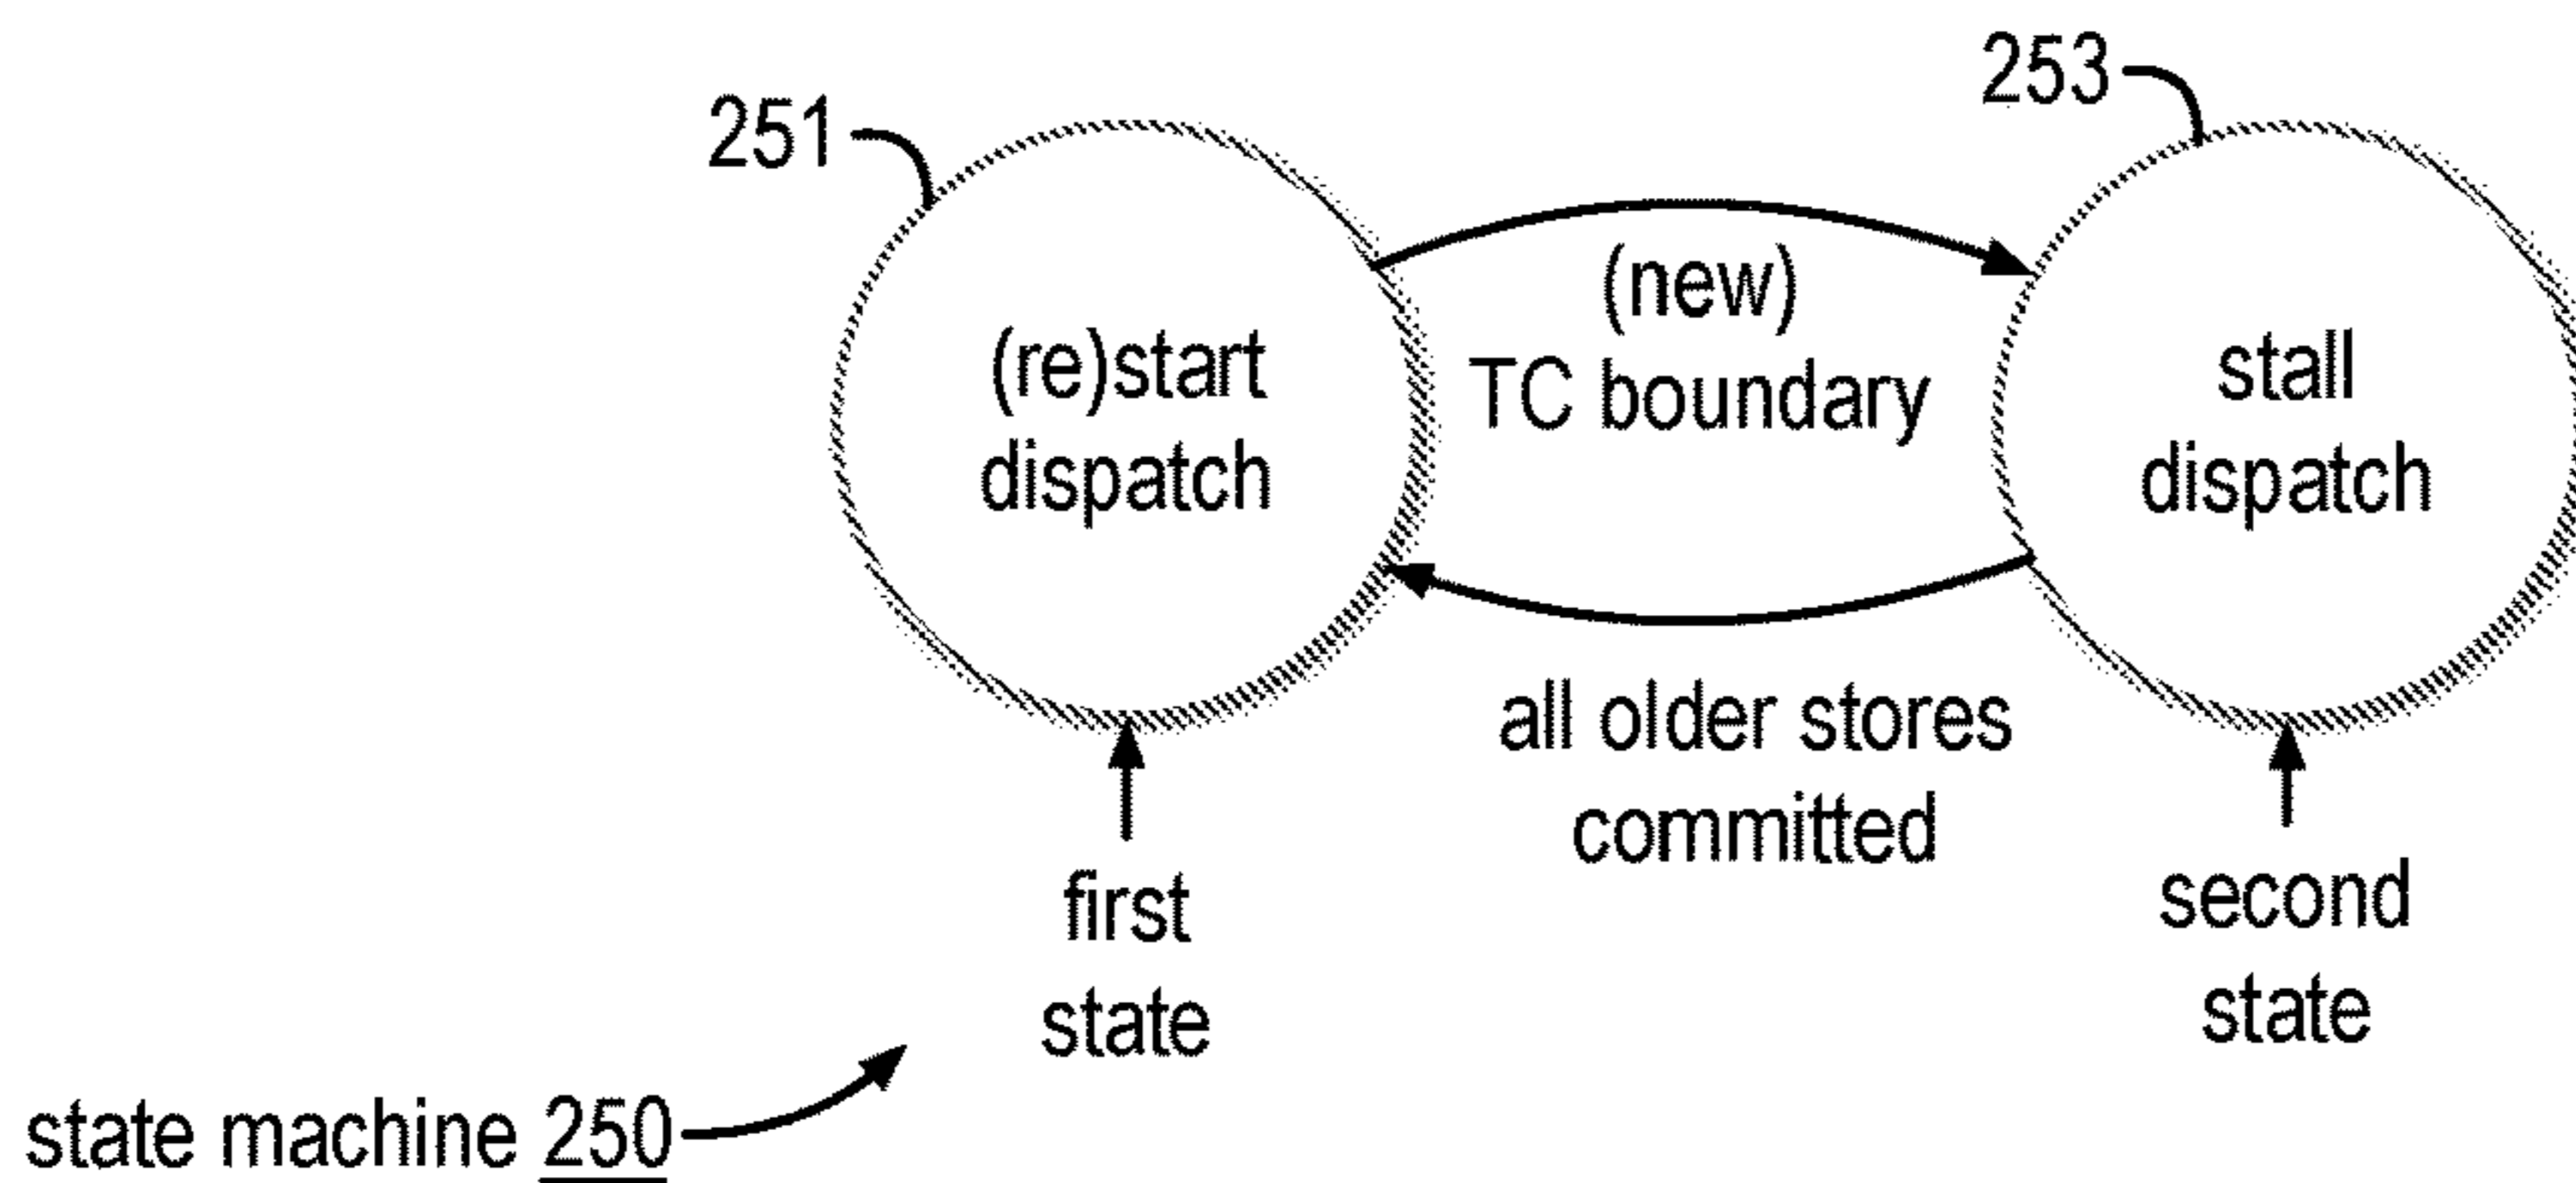 253
251
(new)
TC boundary
(re)start
dispatch
stall
dispatch
all older stores
committed
first
state
second
state
state machine 250